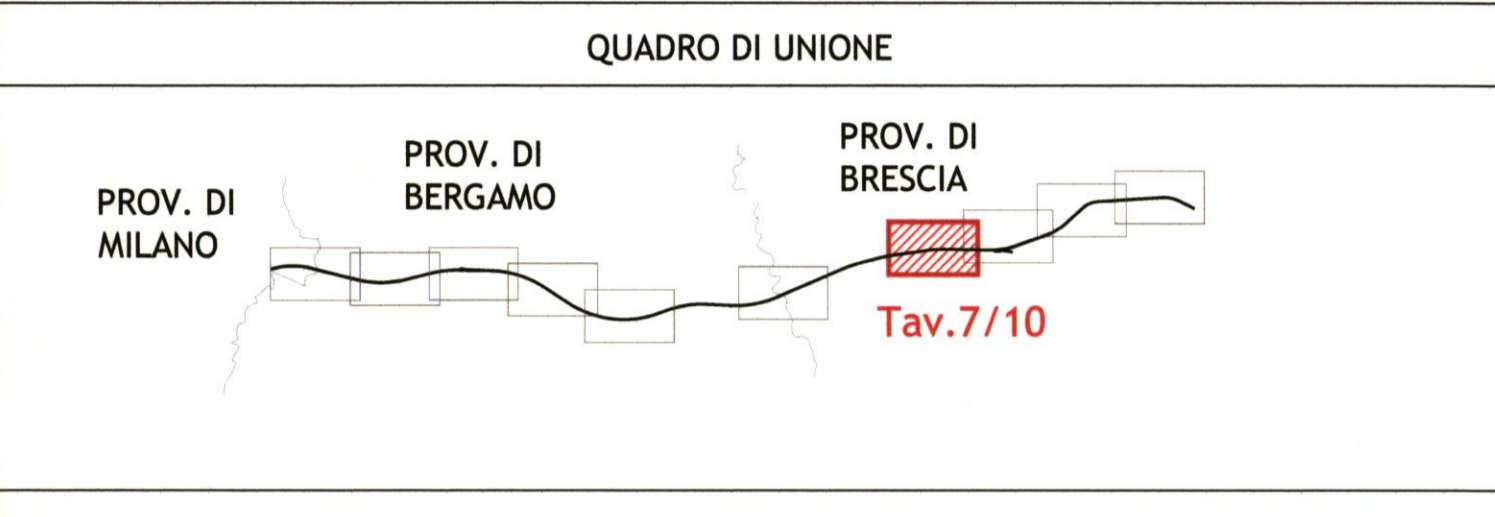 QUADRO DI UNIONE
PROV. DI
MILANO
PROV. DI
BERGAMO
PROV. DI
BRESCIA
Tav.7/10